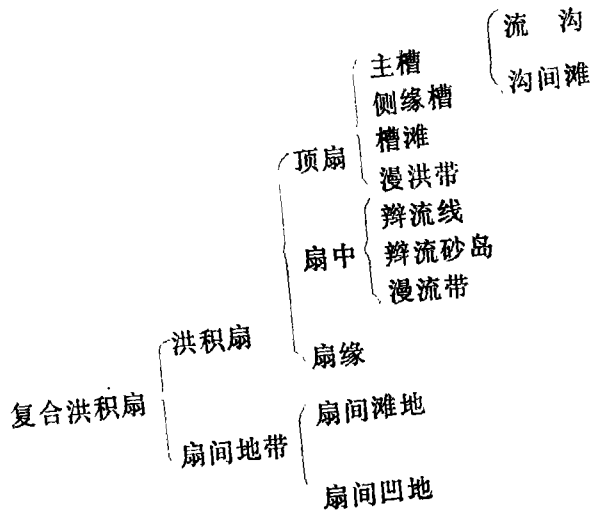 流 沟
主槽
沟间滩
侧缘槽
槽滩
顶扇
漫洪带
辫流线
扇中
辫流砂岛
漫流带
洪积扇
扇缘
复合洪积扇
扇间滩地
扇间地带
扇间凹地